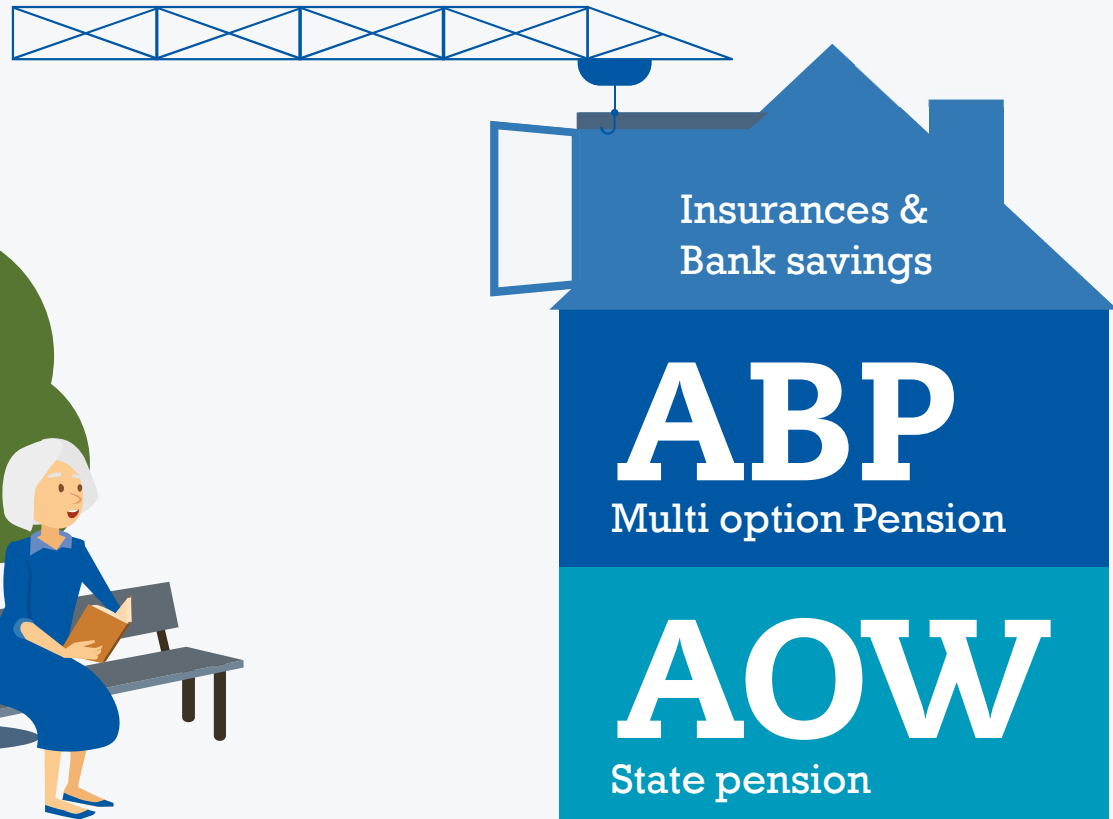 Insurances &
Bank savings
ABP
Multi option Pension
AOW
State pension